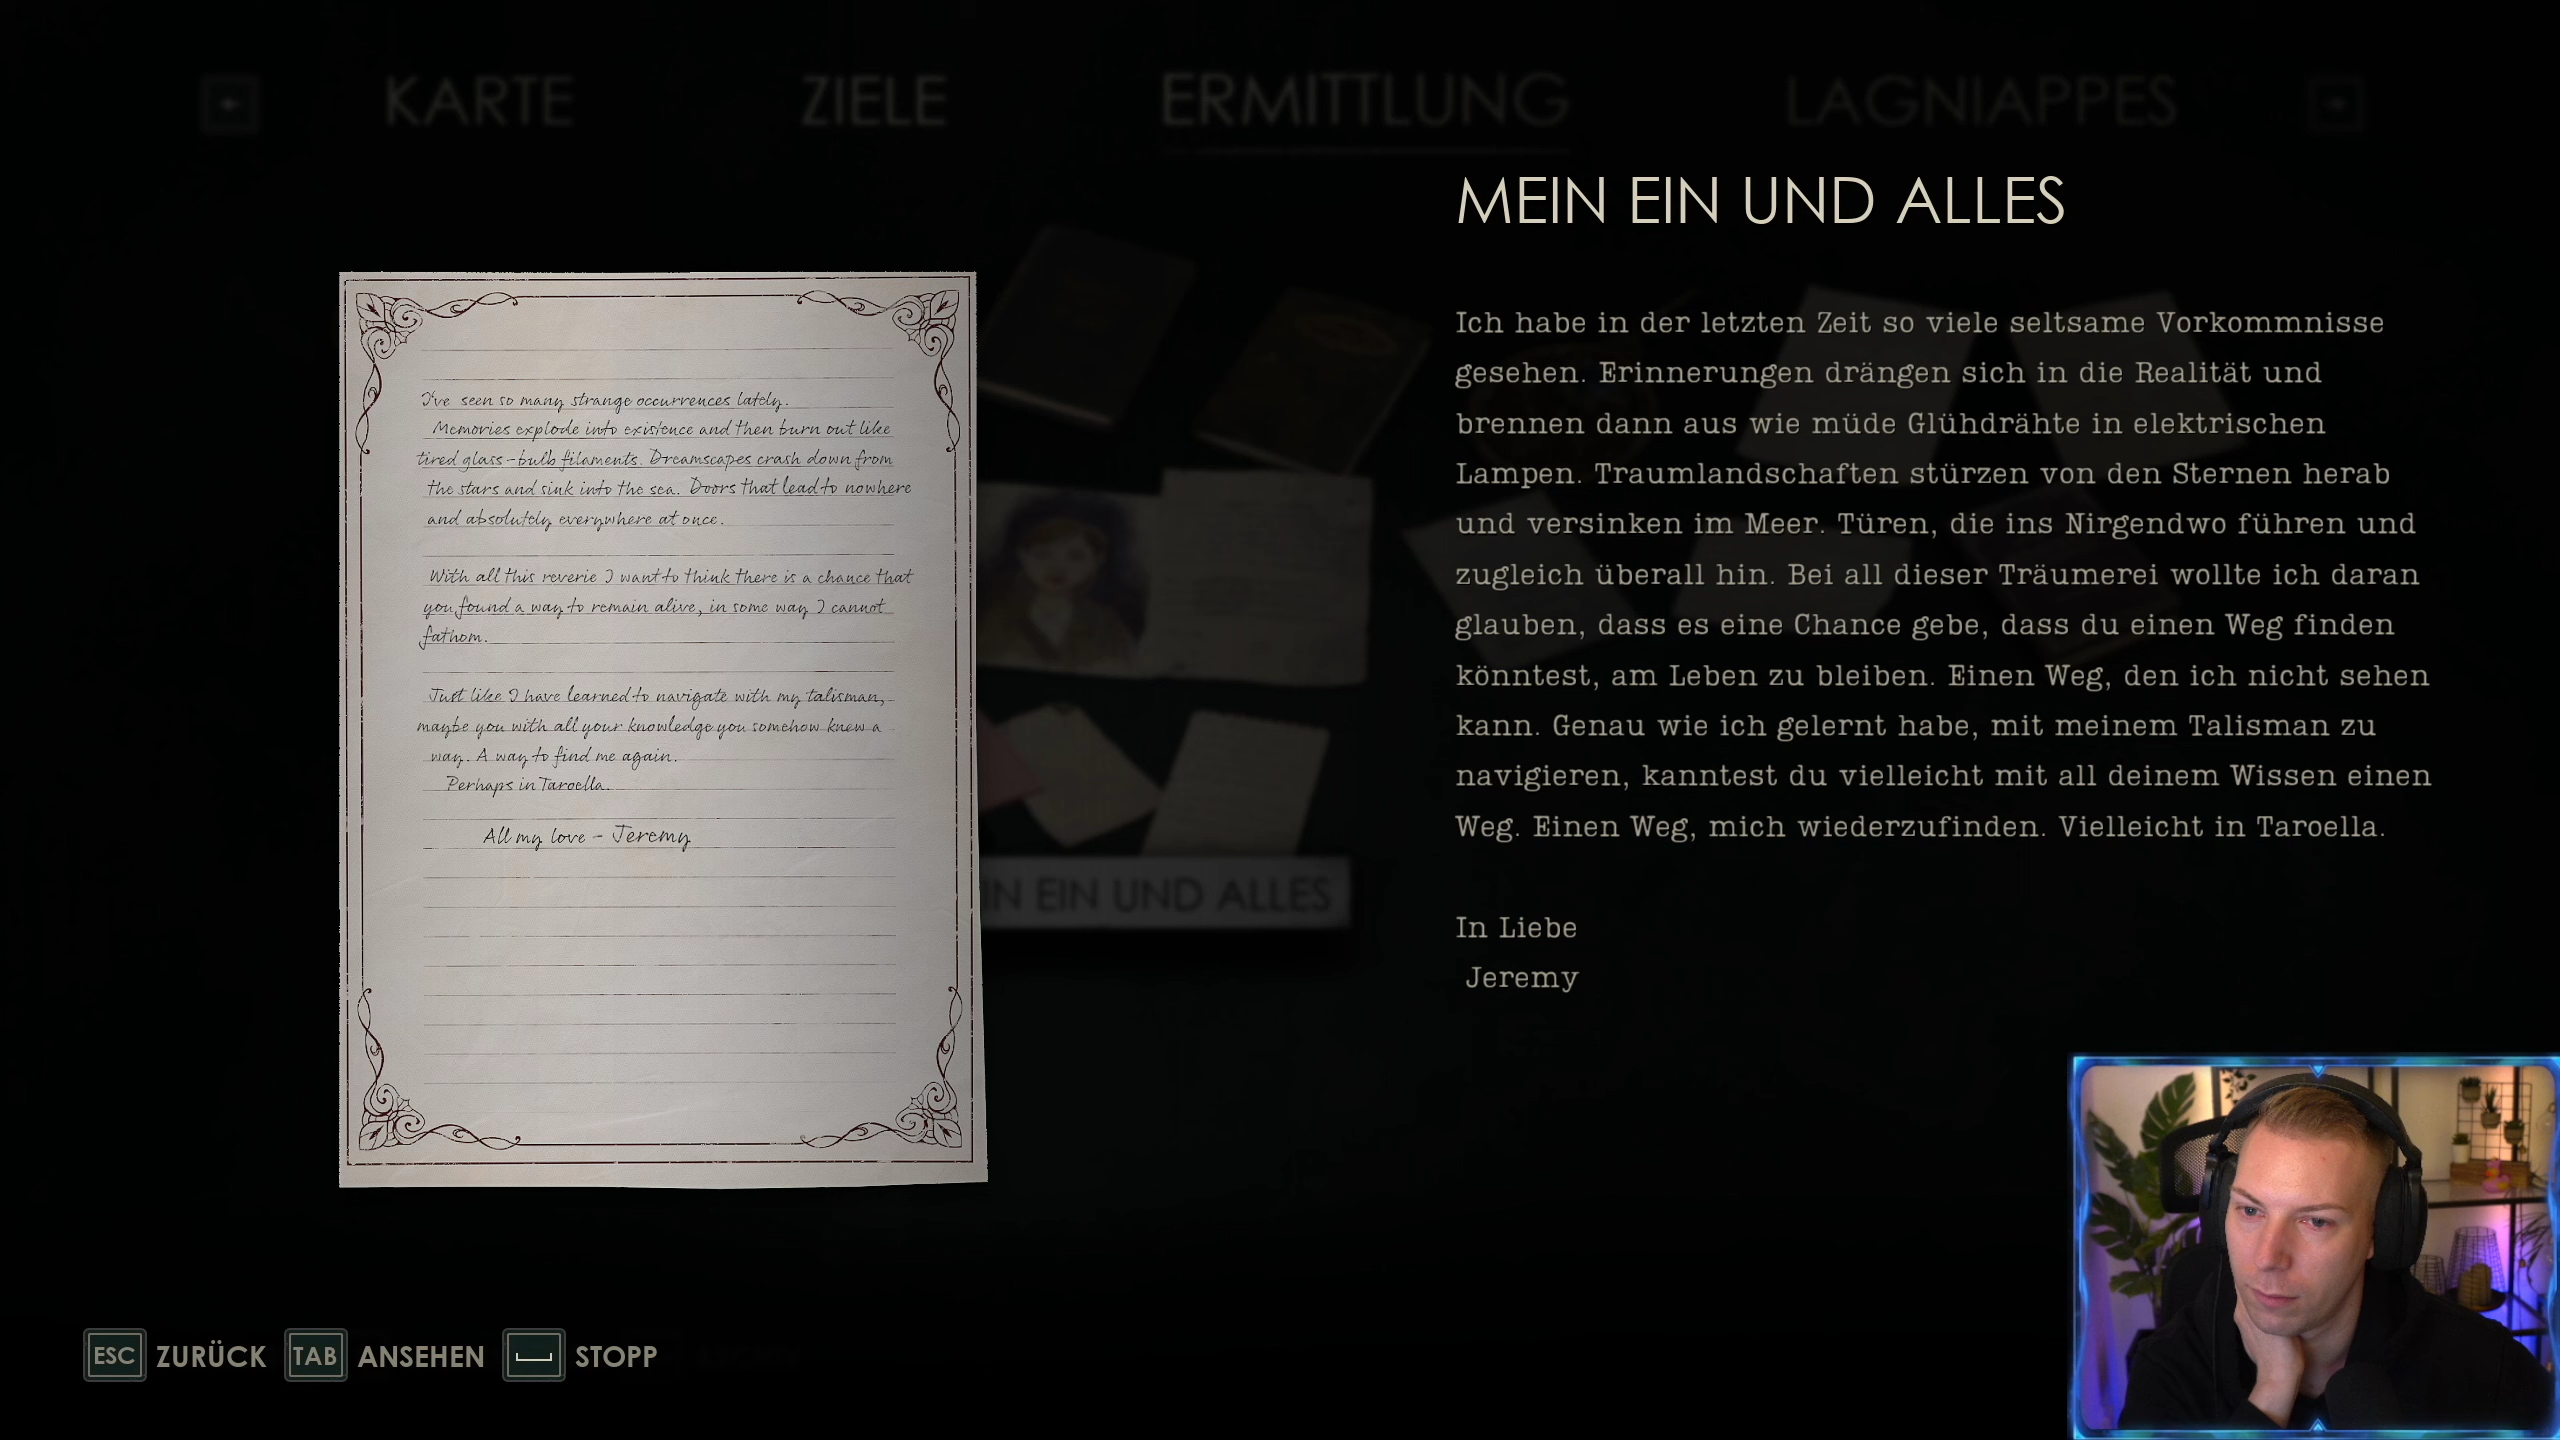 KARTE
ZIELE
ERMITTLUNG
LAGNIAPPES
MEIN EIN UND ALLES
I've seen so many strange occurrences lately.
Memories explode into existence and then burn out like
tired glass-bulb filaments. Dreamscapes crash down from
the stars and sink into the sea. Doors that lead to nowhere
and absolutely everywhere at once.
With all this reverie I want to think there is a chance that
you found a way to remain alive, in some way I cannot
fathom.
Just like I have learned to navigate with my talisman,
maybe you with all your knowledge you somehow knew a
way. A way to find me again.
Perhaps in Taroella.
All my love - Jeremy
Ich habe in der letzten Zeit so viele seltsame Vorkommnisse
gesehen. Erinnerungen drängen sich in die Realität und
brennen dann aus wie müde Glühdrähte in elektrischen
Lampen. Traumlandschaften stürzen von den Sternen herab
und versinken im Meer. Türen, die ins Nirgendwo führen und
zugleich überall hin. Bei all dieser Träumerei wollte ich daran
glauben, dass es eine Chance gebe, dass du einen Weg finden
könntest, am Leben zu bleiben. Einen Weg, den ich nicht sehen
kann. Genau wie ich gelernt habe, mit meinem Talisman zu
navigieren, kanntest du vielleicht mit all deinem Wissen einen
Weg. Einen Weg, mich wiederzufinden. Vielleicht in Taroella.
In Liebe
Jeremy
IN EIN UND ALLES
ESC ZURÜCK TAB ANSEHEN STOPP